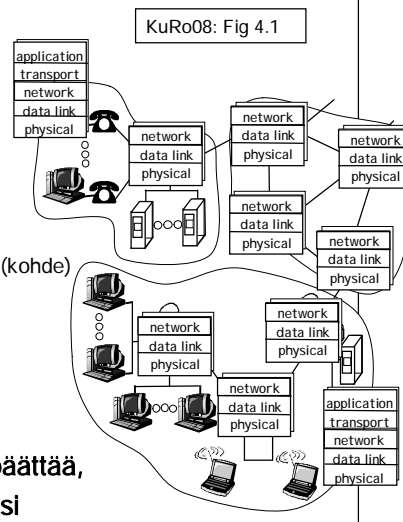 KuRo08: Fig 4.1
application
transport
network
data link
physical
network
data link
physical
network
data link
physical
network
data link
physical
network
data link
physical
network
data link
physical
(kohde)
network
data link
physical
network
data link
physical
network
data link
physical
application
transport
network
data link
physical
päättää,
si